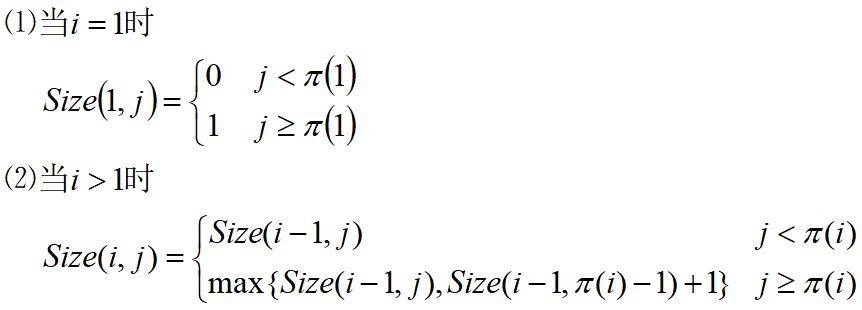 (1)当i = 1时
Size(1, j) = { 0  j < π(1)
1  j ≥ π(1)
(2)当i > 1时
Size(i, j) = { Size(i−1, j)  j < π(i)
max{Size(i−1, j), Size(i−1, π(i)−1)+1}  j ≥ π(i)